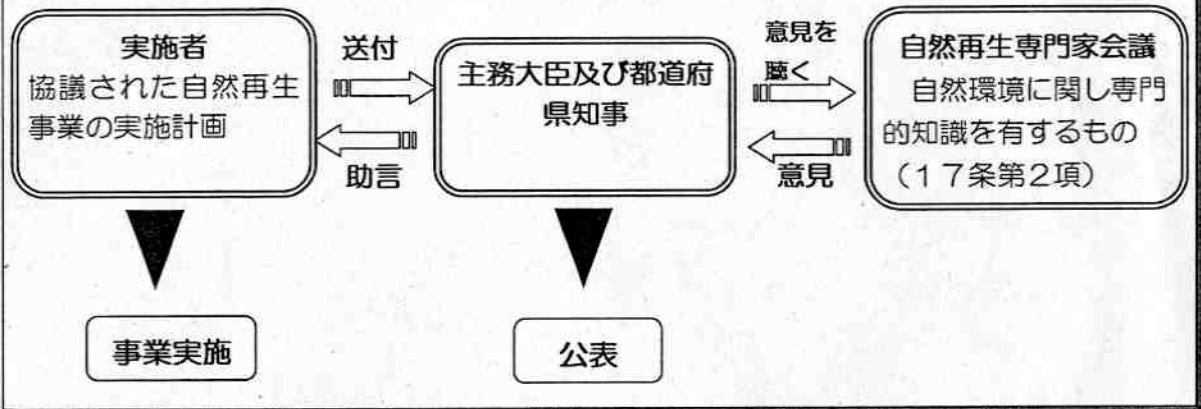 実施者
協議された自然再生
事業の実施計画
送付
助言
主務大臣及び都道府
県知事
意見を
聴く
意見
自然再生専門家会議
自然環境に関し専門
的知識を有するもの
（１７条第２項）
事業実施
公表